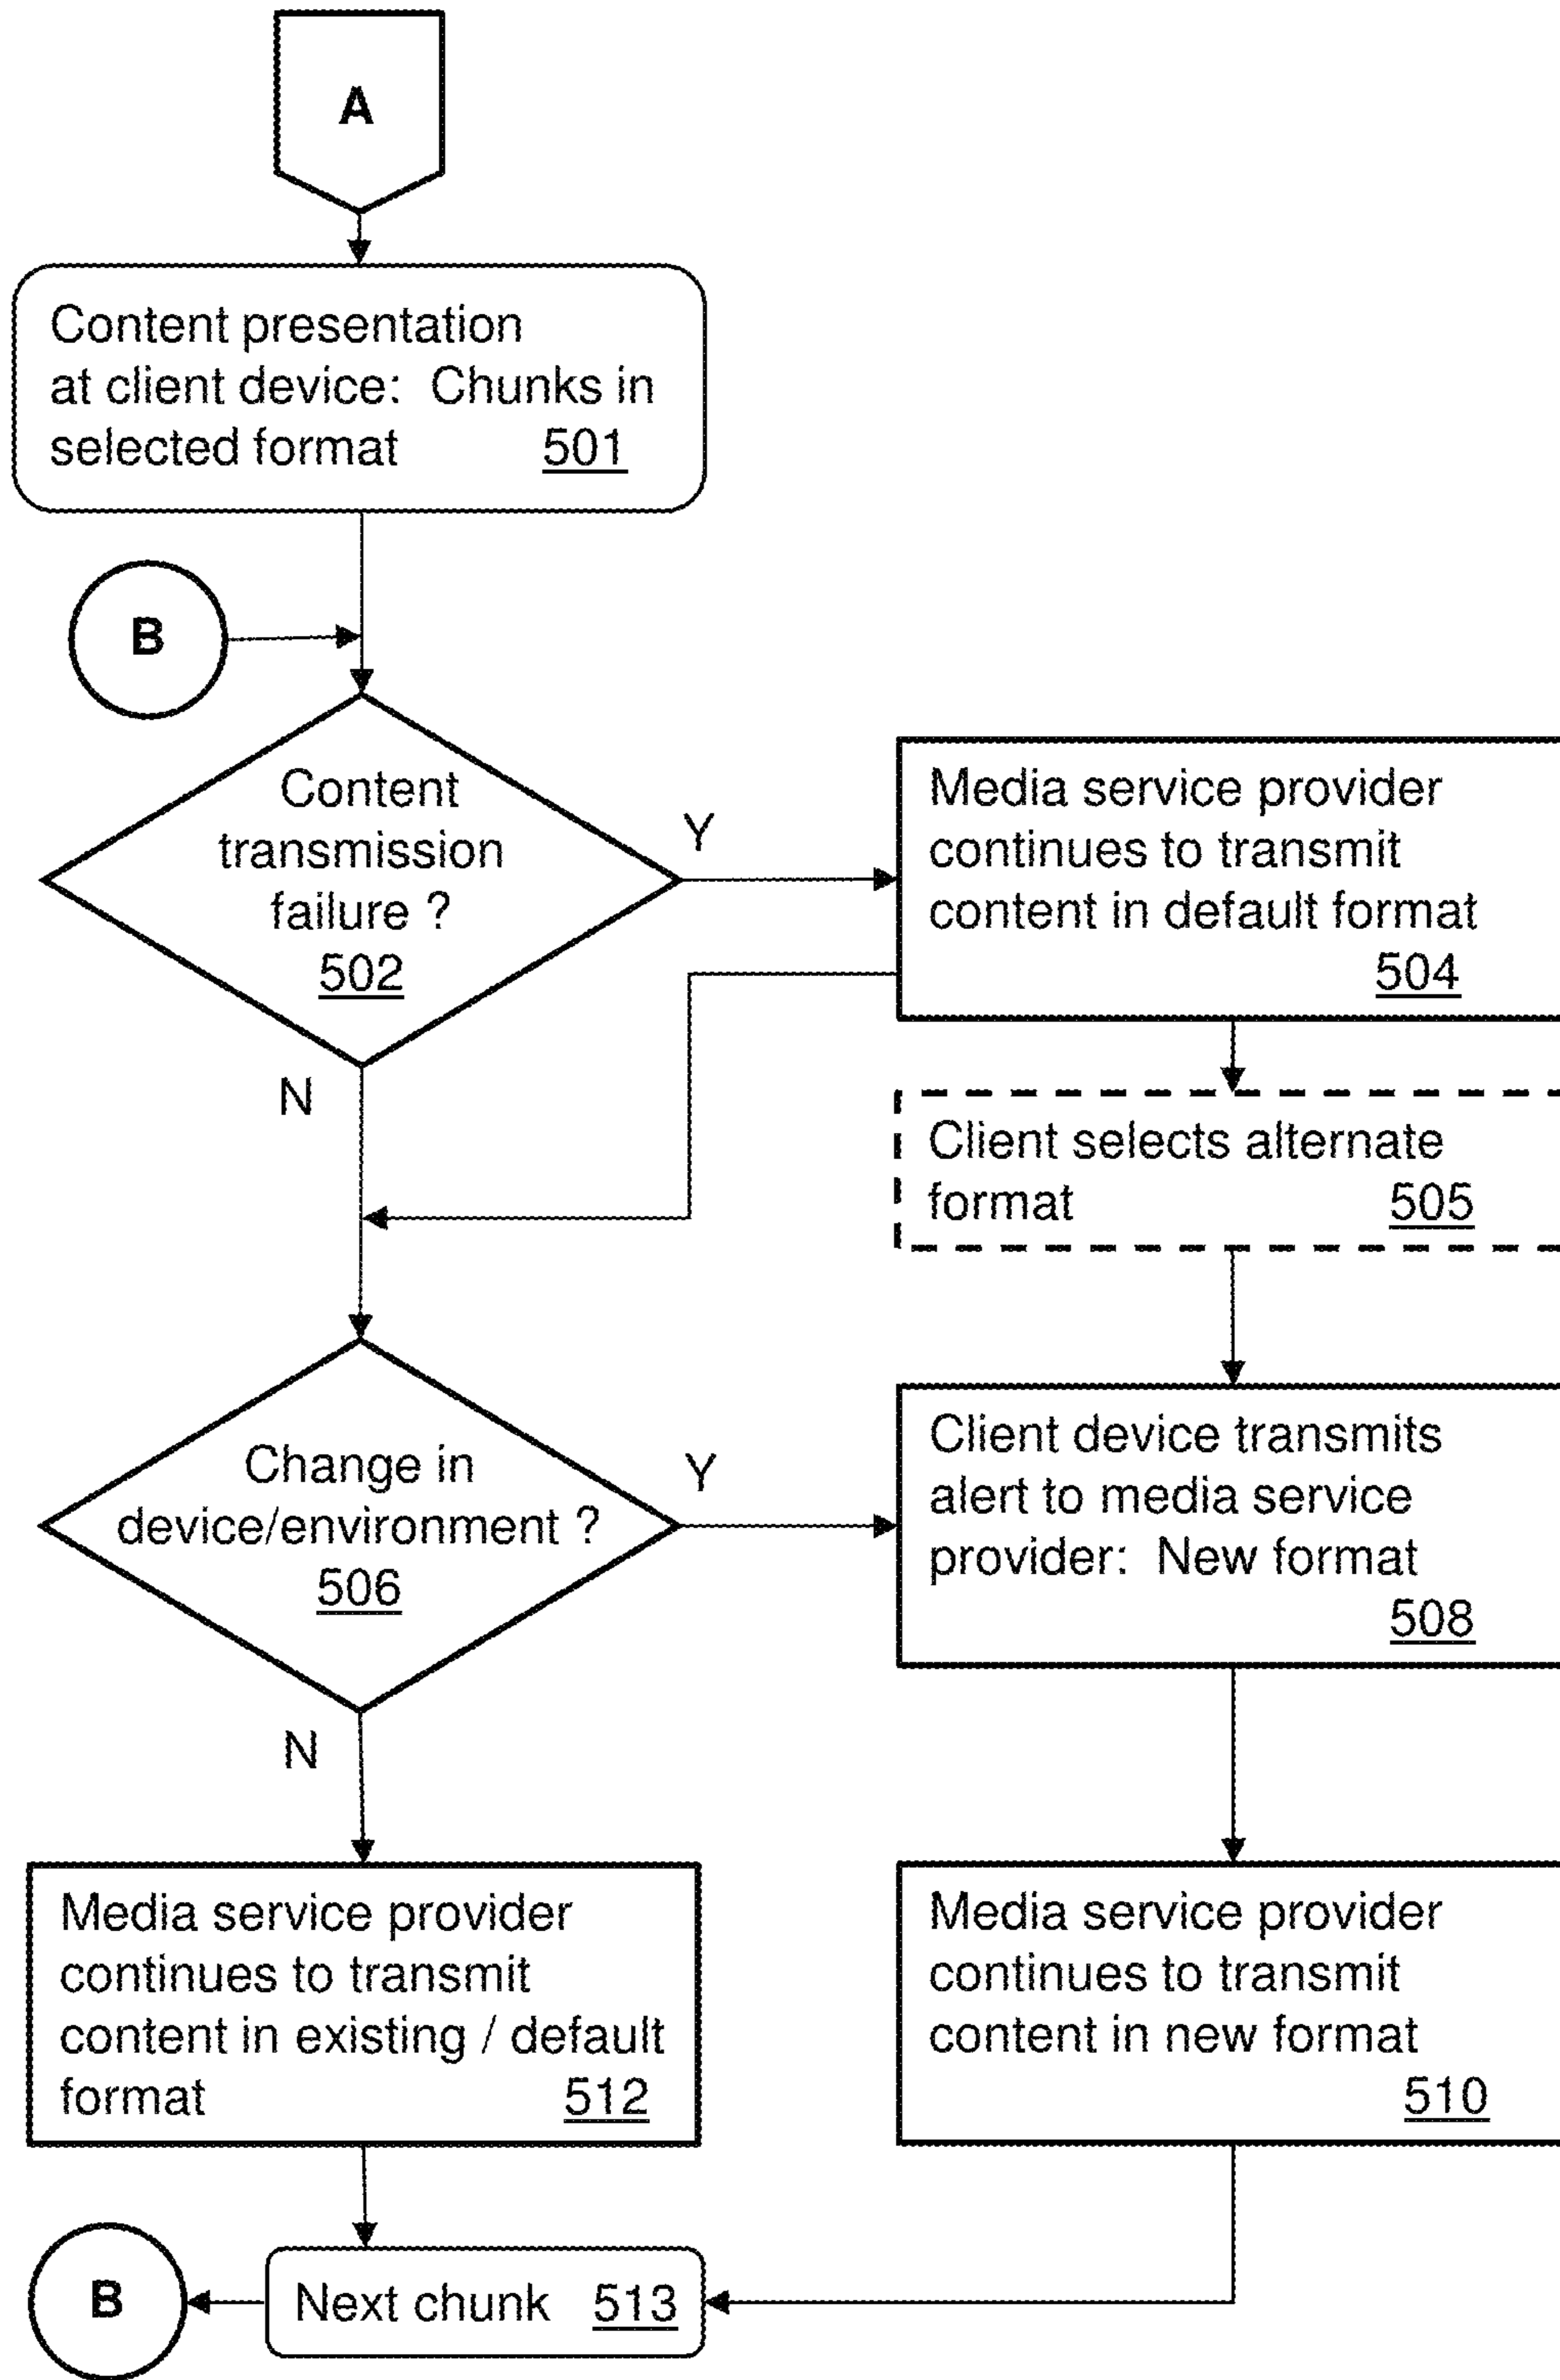 A
Content presentation
at client device: Chunks in
selected format 501
B
Content
transmission
failure ?
502
Y
N
Media service provider
continues to transmit
content in default format
504
Client selects alternate
format 505
Change in
device/environment ?
506
Y
N
Client device transmits
alert to media service
provider: New format
508
Media service provider
continues to transmit
content in existing / default
format 512
Media service provider
continues to transmit
content in new format
510
B
Next chunk 513